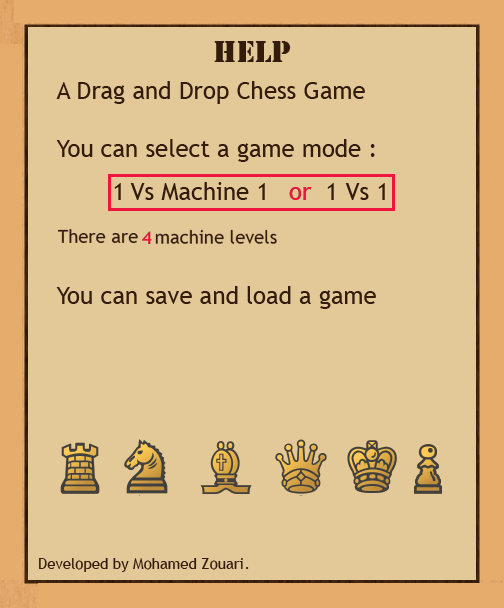 HELP
A Drag and Drop Chess Game
You can select a game mode :
1 Vs Machine 1 or 1 Vs 1
There are 4 machine levels
You can save and load a game
Developed by Mohamed Zouari.